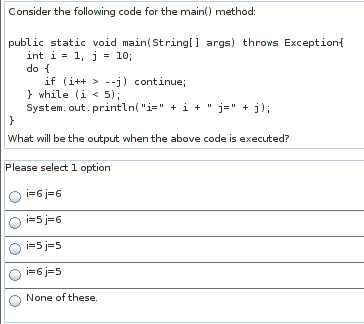 Consider the following code for the main() method:
public static void main(String[] args) throws Exception{
int i = 1, j = 10;
do {
if (i++ > --j) continue;
} while (i < 5);
System.out.println("i=" + i + " j=" + j);
}
What will be the output when the above code is executed?
Please select 1 option
i=6 j=6
i=5 j=6
i=5 j=5
i=6 j=5
None of these.